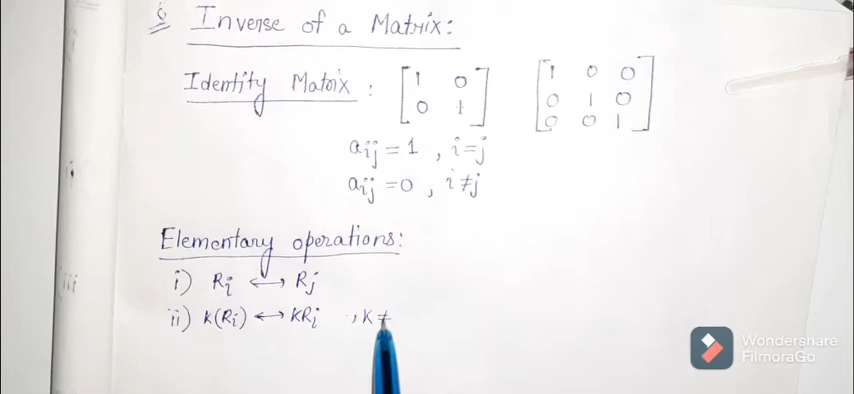 § Inverse of a Matrix:
Identity Matrix : [1 0 0 1] [1 0 0 0 1 0 0 0 1]
aij = 1 , i=j
aij = 0 , i≠j
Elementary operations:
i) Ri ↔ Rj
ii) K(Ri) ↔ KRi , K ≠
Wondershare
FilmoraGo